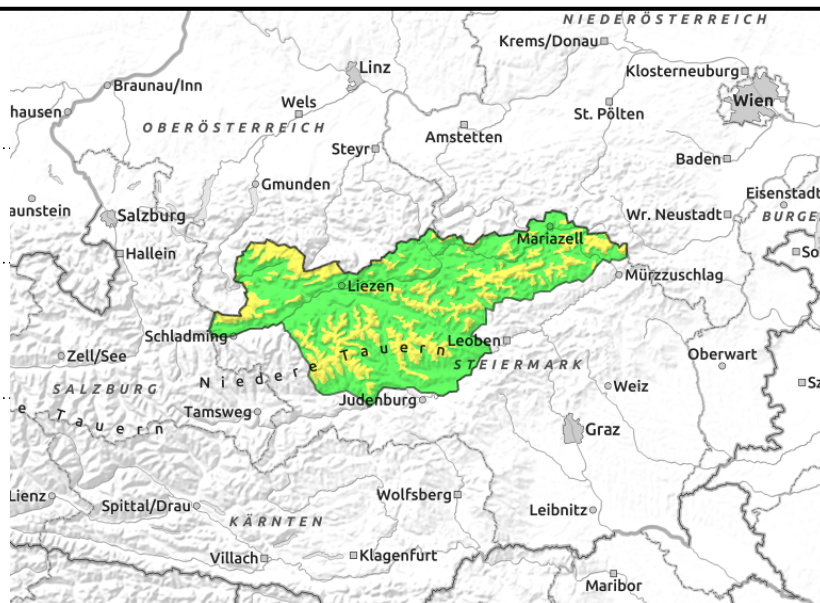 NIEDERÖSTERREICH
Krems/Donau
Linz
Klosterneuburg
Braunau/Inn
Wien
Wels
hausen
St. Pölten
OBERÖSTERREICH
Amstetten
Steyr
Baden
Gmunden
Eisenstadt
aunstein
Salzburg
Wr. Neustadt
BURGE
Mariazell
Hallein
So
Mürzzuschlag
Liezen
Schladming
Leoben
Zell/See
Niedere Tauern
STEIERMARK
Oberwart
SALZBURG
Weiz
Sz
Tamsweg
Judenburg
e Tauern
Graz
Lienz
Wolfsberg
Spittal/Drau
Leibnitz
KÄRNTEN
Villach
Klagenfurt
Maribor